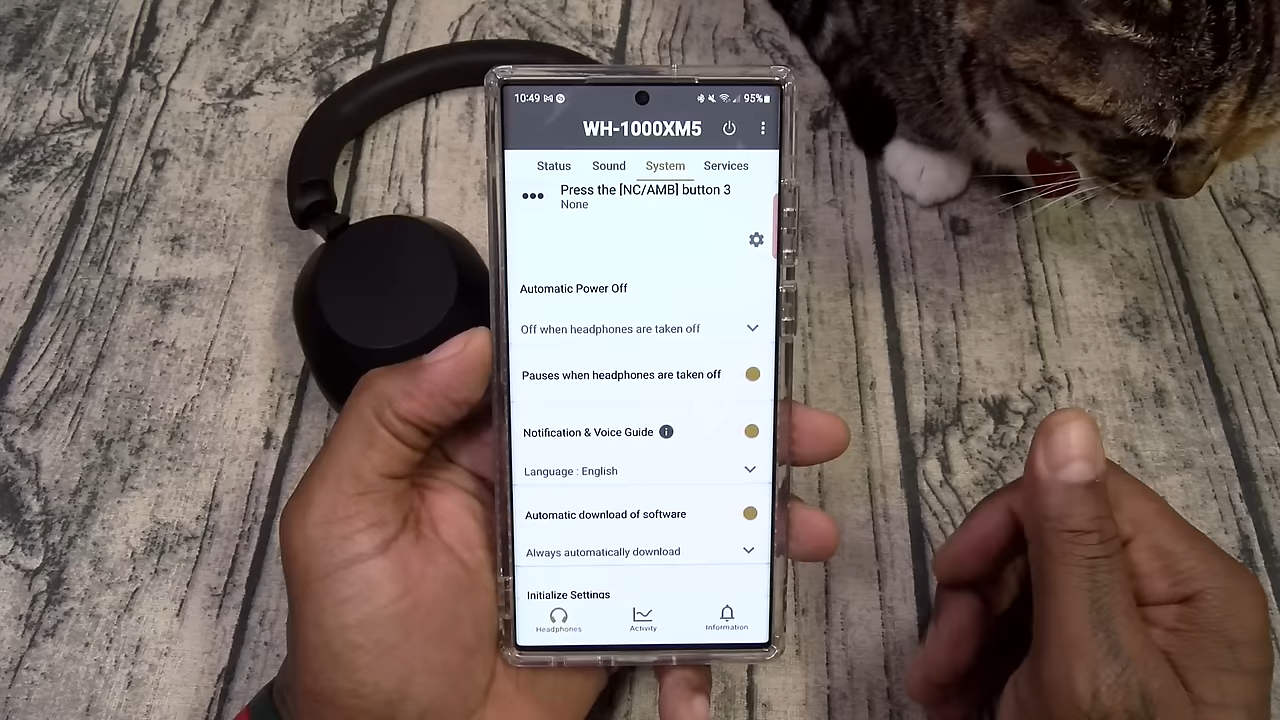 10:49
95%
WH-1000XM5
Status Sound System Services
Press the [NC/AMB] button 3
None
Automatic Power Off
Off when headphones are taken off
Pauses when headphones are taken off
Notification & Voice Guide
Language : English
Automatic download of software
Always automatically download
Initialize Settings
Headphones Activity Information